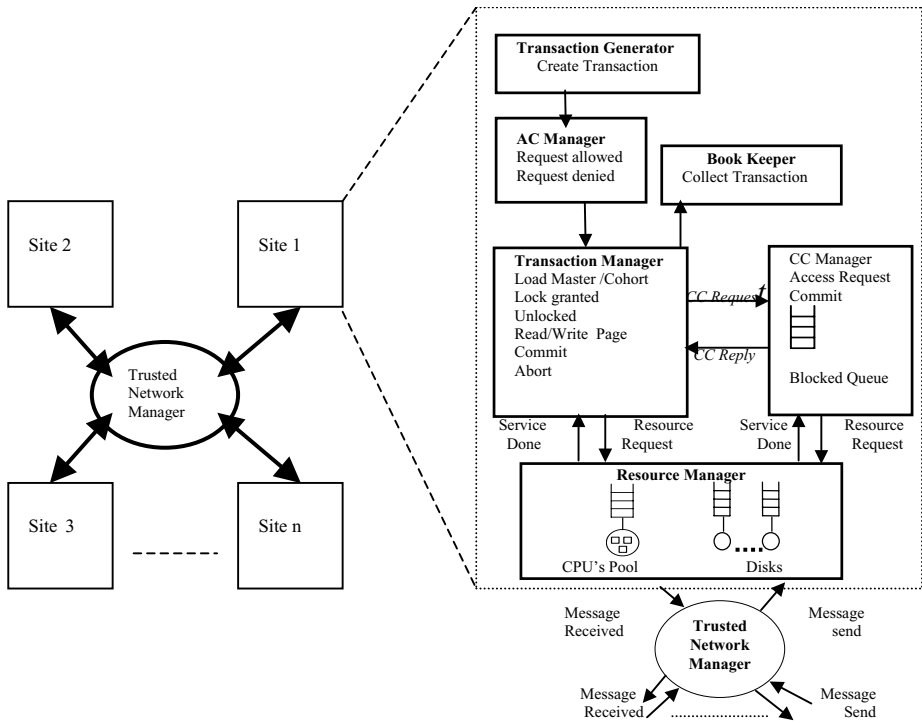 Site 2
Site 1
Trusted
Network
Manager
Site 3
Site n
Transaction Generator
Create Transaction
AC Manager
Request allowed
Request denied
Book Keeper
Collect Transaction
Transaction Manager
Load Master /Cohort
Lock granted
Unlocked
Read/Write Page
Commit
Abort
CC Request
CC Reply
CC Manager
Access Request
Commit
Blocked Queue
Service
Done
Resource
Request
Service
Done
Resource
Request
Resource Manager
CPU's Pool
Disks
Message
Received
Trusted
Network
Manager
Message
send
Message
Received
Message
Send